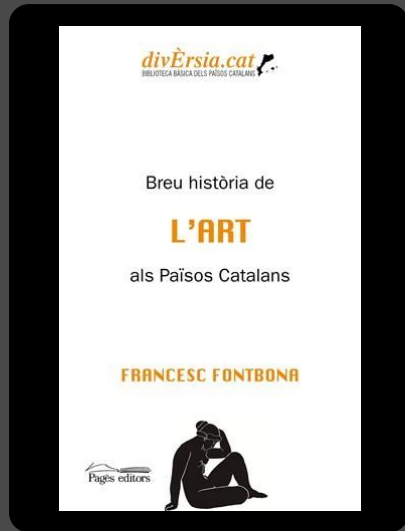 divÈrsia.cat
BIBLIOTECA BÀSICA DELS PAÏSOS CATALANS
Breu història de
L'ART
als Països Catalans
FRANCESC FONTBONA
Pagès editors